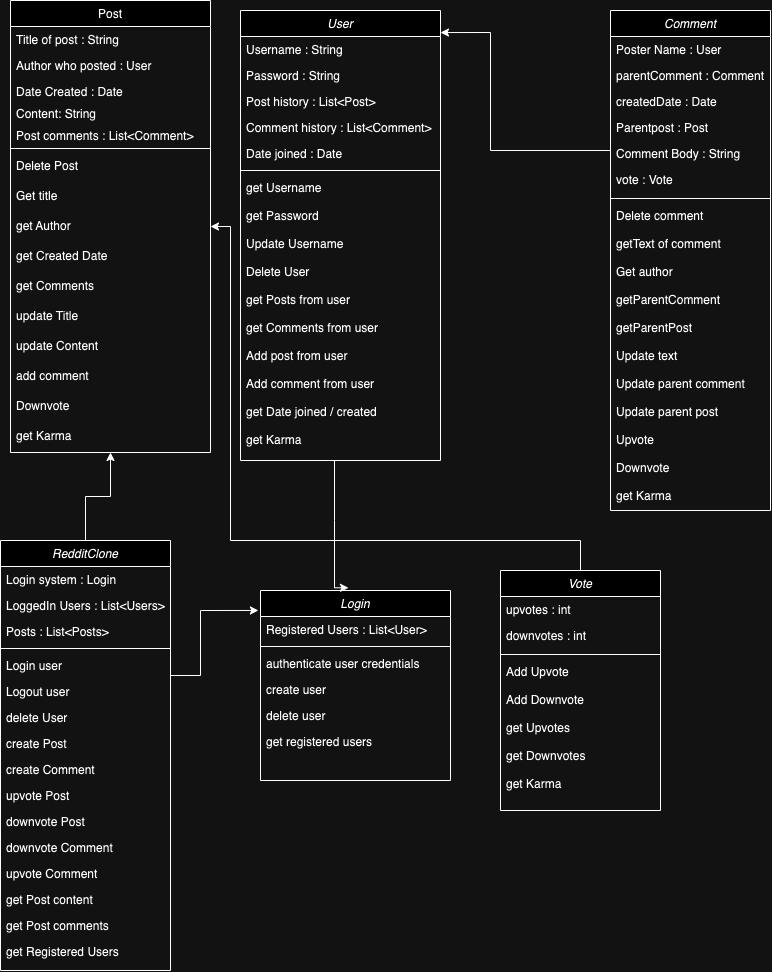 Post
Title of post : String
Author who posted : User
Date Created : Date
Content: String
Post comments : List<Comment>
Delete Post
Get title
get Author
get Created Date
get Comments
update Title
update Content
add comment
Downvote
get Karma
User
Username : String
Password : String
Post history : List<Post>
Comment history : List<Comment>
Date joined : Date
get Username
get Password
Update Username
Delete User
get Posts from user
get Comments from user
Add post from user
Add comment from user
get Date joined / created
get Karma
Comment
Poster Name : User
parentComment : Comment
createdDate : Date
Parentpost : Post
Comment Body : String
vote : Vote
Delete comment
getText of comment
Get author
getParentComment
getParentPost
Update text
Update parent comment
Update parent post
Upvote
Downvote
get Karma
RedditClone
Login system : Login
LoggedIn Users : List<Users>
Posts : List<Posts>
Login user
Logout user
delete User
create Post
create Comment
upvote Post
downvote Post
downvote Comment
upvote Comment
get Post content
get Post comments
get Registered Users
Login
Registered Users : List<User>
authenticate user credentials
create user
delete user
get registered users
Vote
upvotes : int
downvotes : int
Add Upvote
Add Downvote
get Upvotes
get Downvotes
get Karma